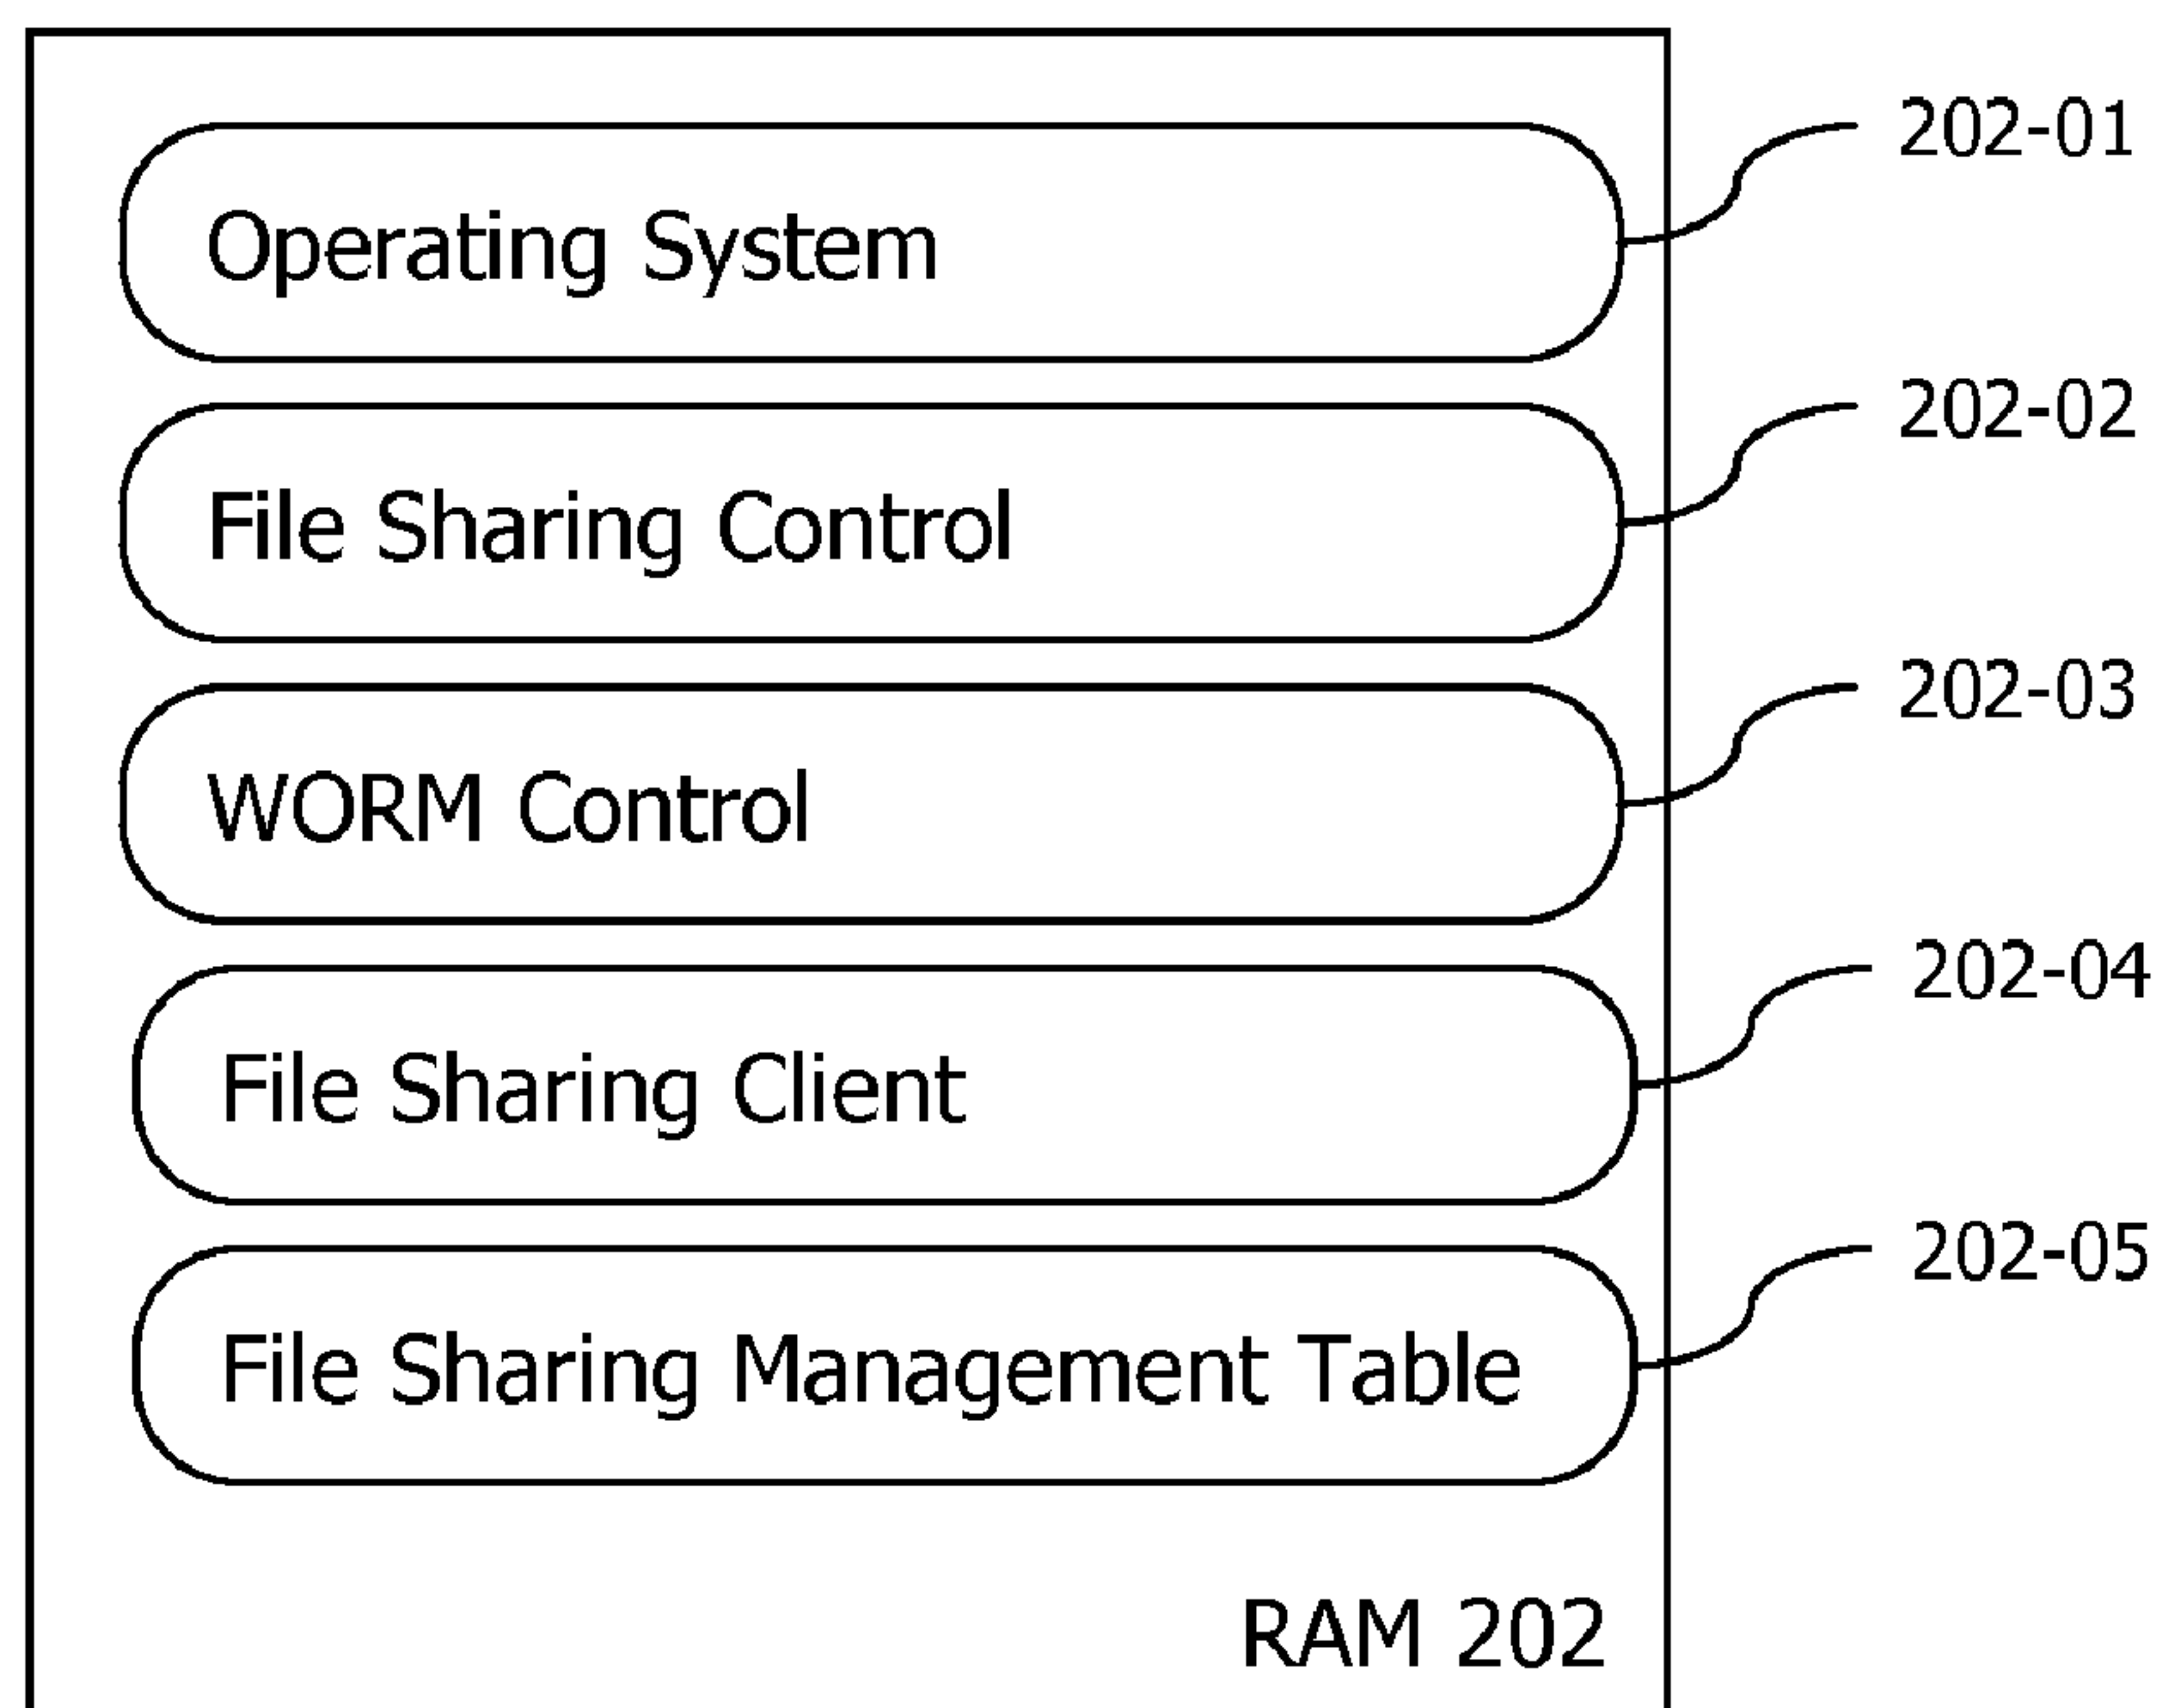 202-01
Operating System
202-02
File Sharing Control
202-03
WORM Control
202-04
File Sharing Client
202-05
File Sharing Management Table
RAM 202